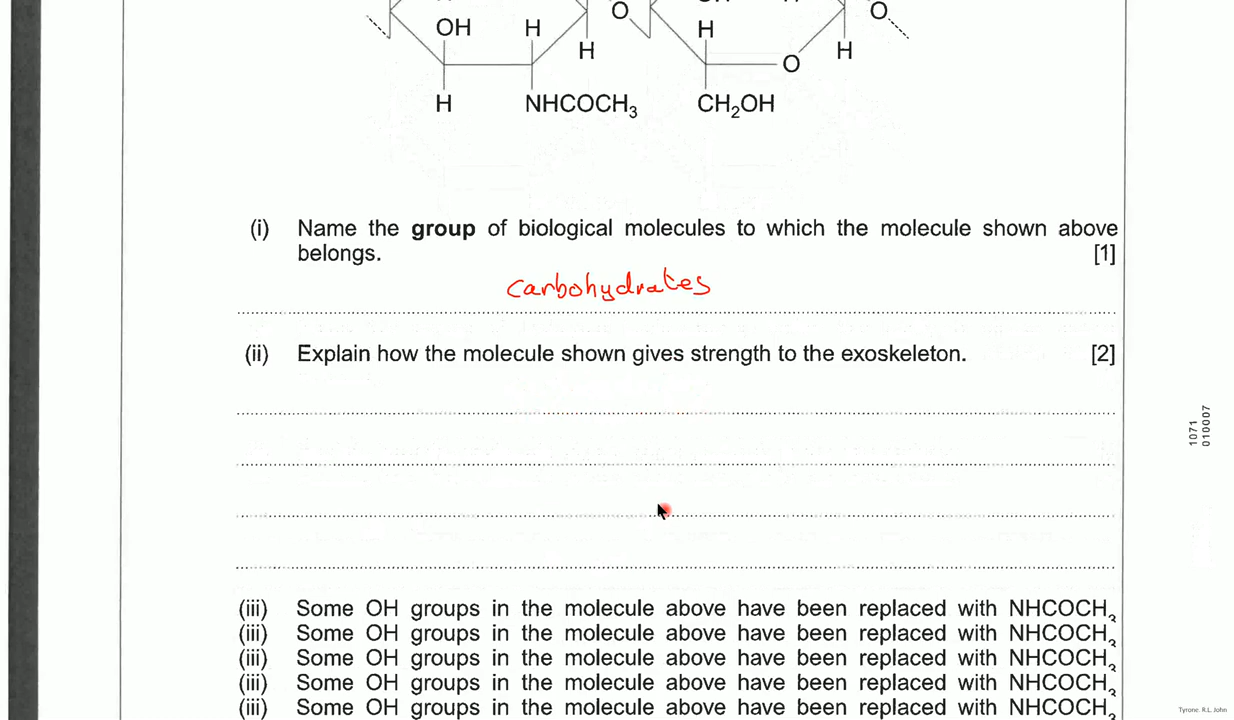 OH H O H O
H H O H
H NHCOCH₃ CH₂OH
(i) Name the group of biological molecules to which the molecule shown above
belongs. [1]
carbohydrates
(ii) Explain how the molecule shown gives strength to the exoskeleton. [2]
1071
010007
(iii) Some OH groups in the molecule above have been replaced with NHCOCH₃
(iii) Some OH groups in the molecule above have been replaced with NHCOCH₃
(iii) Some OH groups in the molecule above have been replaced with NHCOCH₃
(iii) Some OH groups in the molecule above have been replaced with NHCOCH₃
(iii) Some OH groups in the molecule above have been replaced with NHCOCH₃
Tyrone. R.L. John